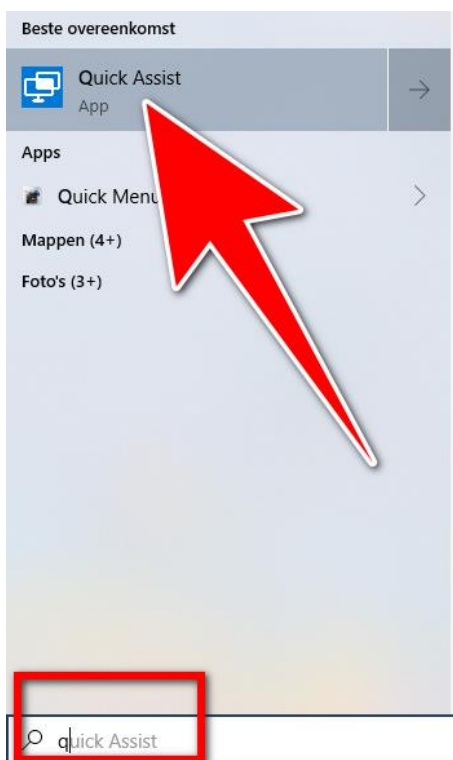 Beste overeenkomst
Quick Assist
App
Apps
Quick Menu
Mappen (4+)
Foto's (3+)
quick Assist